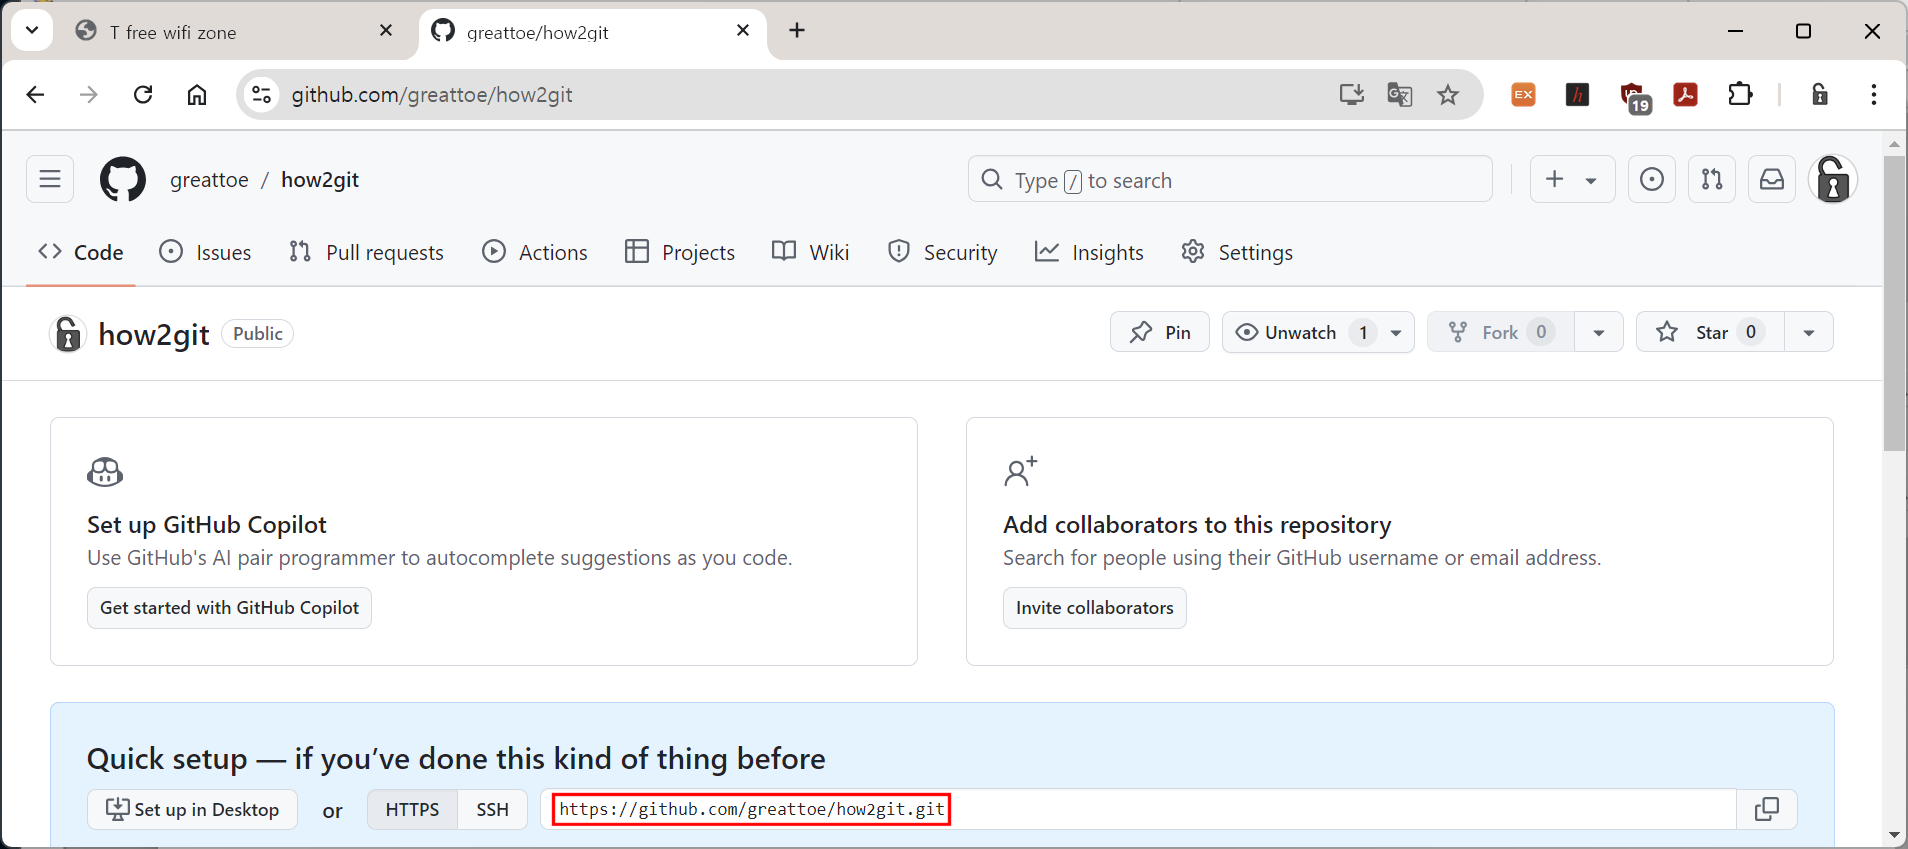 T free wifi zone
greattoe/how2git
github.com/greattoe/how2git
EX
h
19
greattoe / how2git
Type / to search
Code
Issues
Pull requests
Actions
Projects
Wiki
Security
Insights
Settings
how2git
Public
Pin
Unwatch 1
Fork 0
Star 0
Set up GitHub Copilot
Use GitHub's AI pair programmer to autocomplete suggestions as you code.
Get started with GitHub Copilot
Add collaborators to this repository
Search for people using their GitHub username or email address.
Invite collaborators
Quick setup — if you’ve done this kind of thing before
Set up in Desktop
or
HTTPS
SSH
https://github.com/greattoe/how2git.git